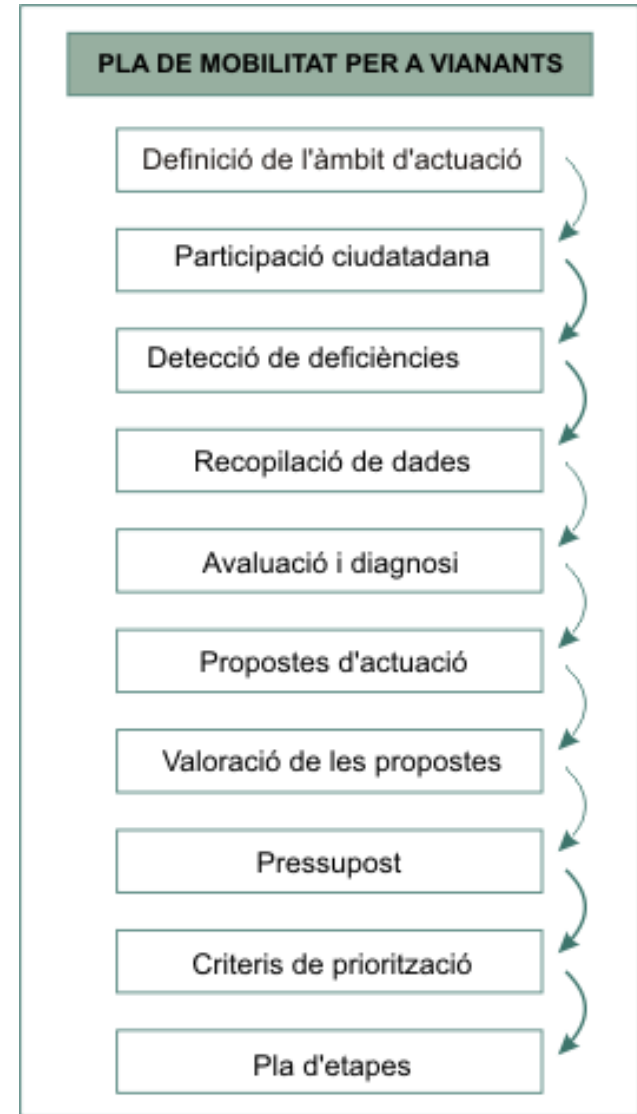 PLA DE MOBILITAT PER A VIANANTS
Definició de l'àmbit d'actuació
Participació ciudatadana
Detecció de deficiències
Recopilació de dades
Avaluació i diagnosi
Propostes d'actuació
Valoració de les propostes
Pressupost
Criteris de priorització
Pla d'etapes